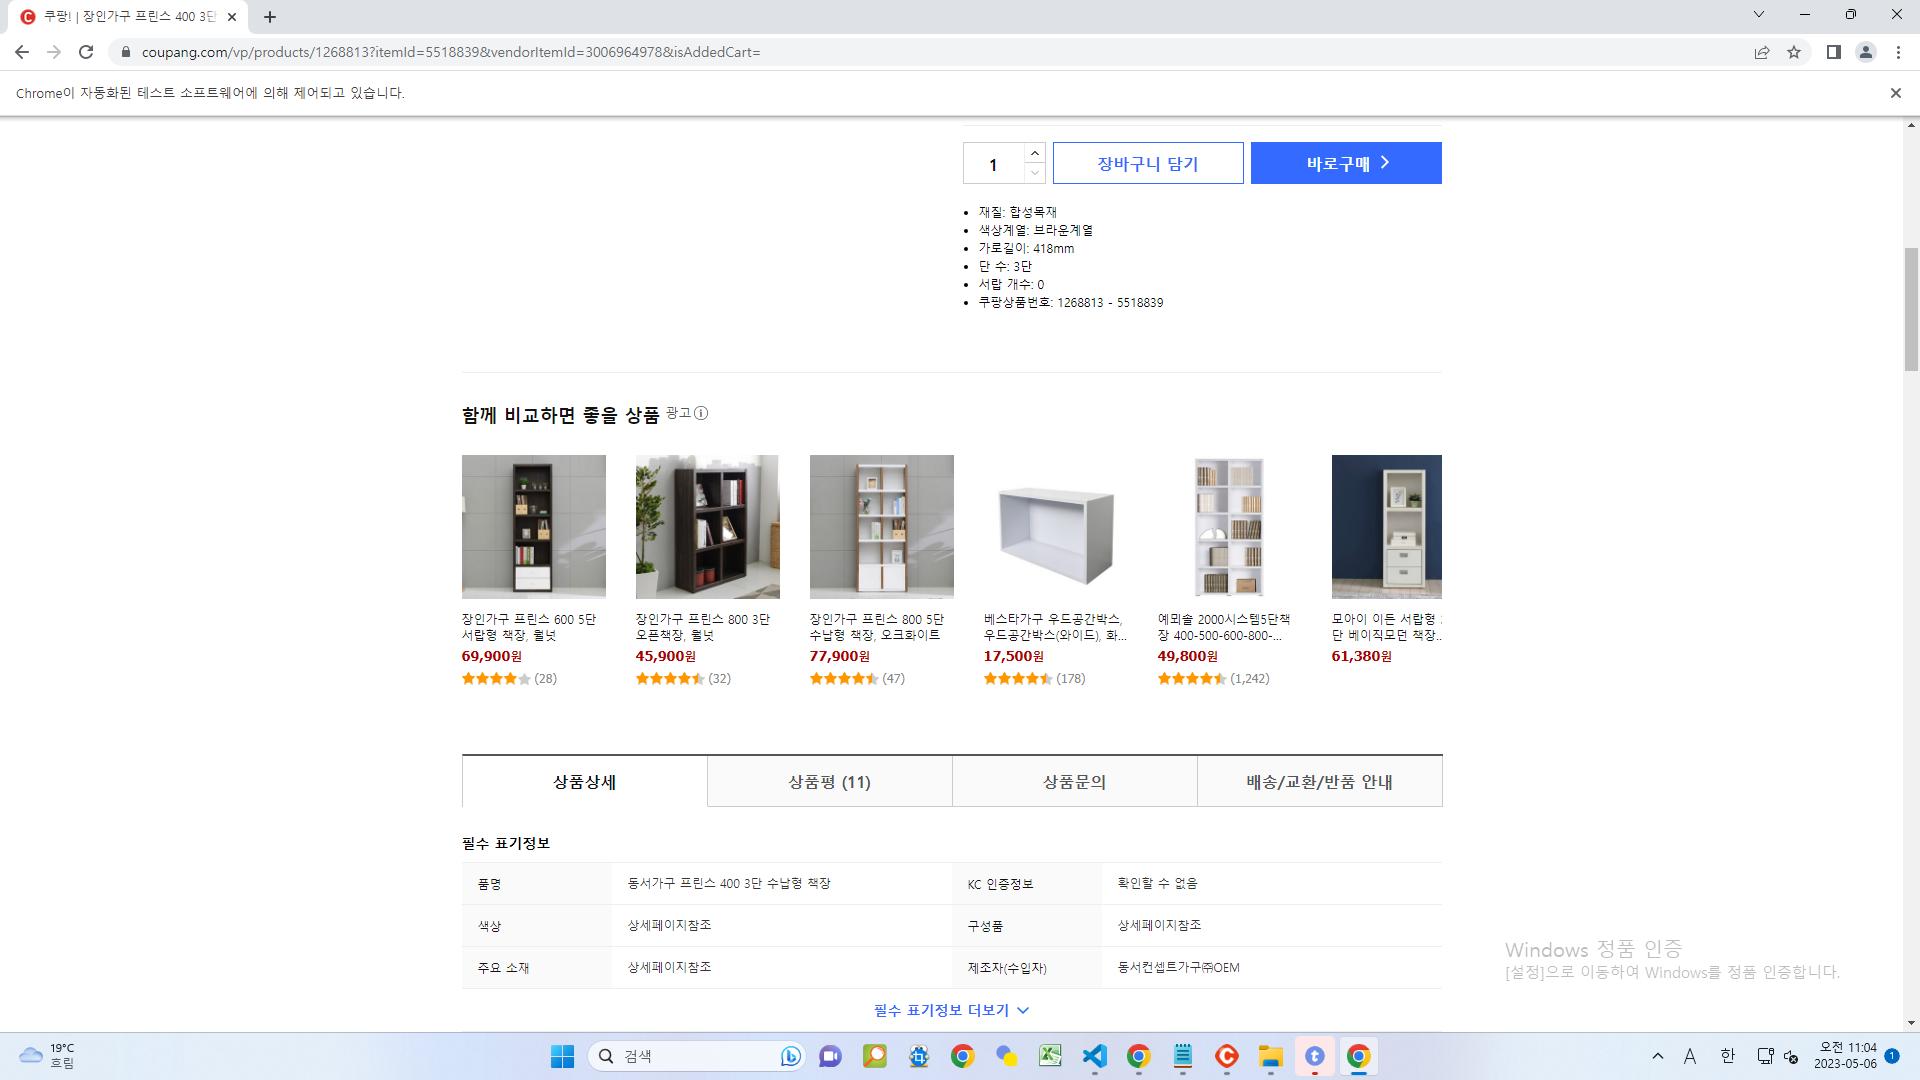 쿠팡! | 장인가구 프린스 400 3단
coupang.com/vp/products/1268813?itemId=5518839&vendorItemId=3006964978&isAddedCart=
Chrome이 자동화된 테스트 소프트웨어에 의해 제어되고 있습니다.
1
장바구니 담기
바로구매
재질: 합성목재
색상계열: 브라운계열
가로길이: 418mm
단 수: 3단
서랍 개수: 0
쿠팡상품번호: 1268813 - 5518839
함께 비교하면 좋을 상품 광고
장인가구 프린스 600 5단
서랍형 책장, 월넛
69,900원
(28)
장인가구 프린스 800 3단
오픈책장, 월넛
45,900원
(32)
장인가구 프린스 800 5단
수납형 책장, 오크화이트
77,900원
(47)
베스타가구 우드공간박스,
우드공간박스(와이드), 화...
17,500원
(178)
예뫼솔 2000시스템5단책
장 400-500-600-800-...
49,800원
(1,242)
모아이 이든 서랍형
단 베이직모던 책장...
61,380원
상품상세
상품평 (11)
상품문의
배송/교환/반품 안내
필수 표기정보
품명 동서가구 프린스 400 3단 수납형 책장 KC 인증정보 확인할 수 없음
색상 상세페이지참조 구성품 상세페이지참조
주요 소재 상세페이지참조 제조자(수입자) 동서컨셉트가구㈜OEM
필수 표기정보 더보기
Windows 정품 인증
[설정]으로 이동하여 Windows를 정품 인증합니다.
19°C
흐림
검색
A
한
오전 11:04
2023-05-06
1